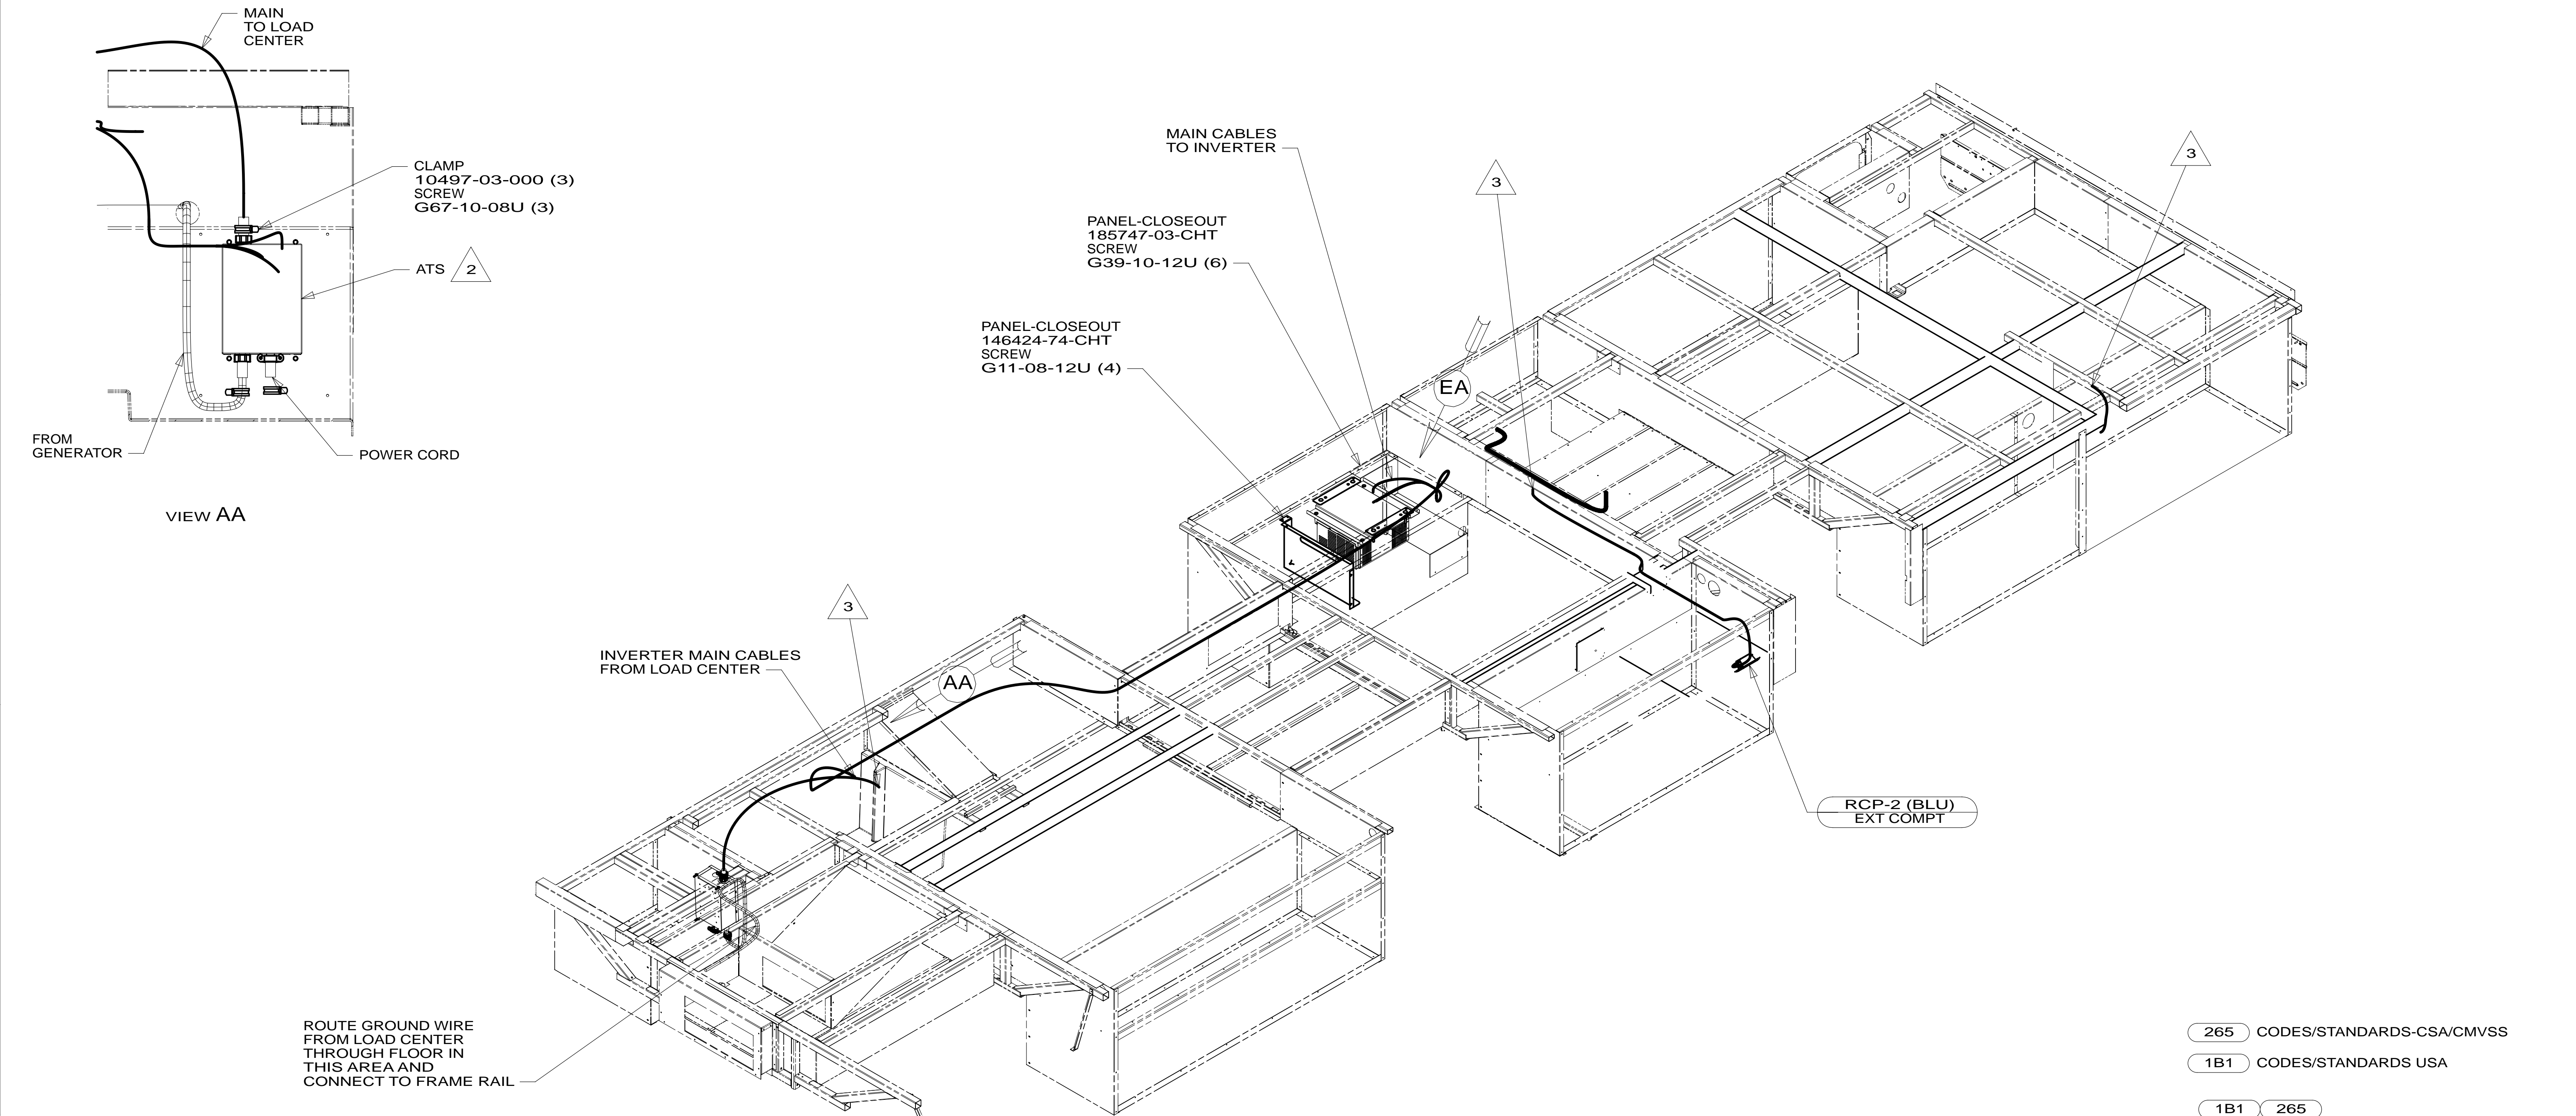 MAIN
TO LOAD
CENTER
CLAMP
10497-03-000 (3)
SCREW
G67-10-08U (3)
ATS 2
FROM
GENERATOR
POWER CORD
VIEW AA
MAIN CABLES
TO INVERTER
3
3
PANEL-CLOSEOUT
185747-03-CHT
SCREW
G39-10-12U (6)
PANEL-CLOSEOUT
146424-74-CHT
SCREW
G11-08-12U (4)
EA
3
INVERTER MAIN CABLES
FROM LOAD CENTER
AA
RCP-2 (BLU)
EXT COMPT
ROUTE GROUND WIRE
FROM LOAD CENTER
THROUGH FLOOR IN
THIS AREA AND
CONNECT TO FRAME RAIL
265 CODES/STANDARDS-CSA/CMVSS
1B1 CODES/STANDARDS USA
1B1 265